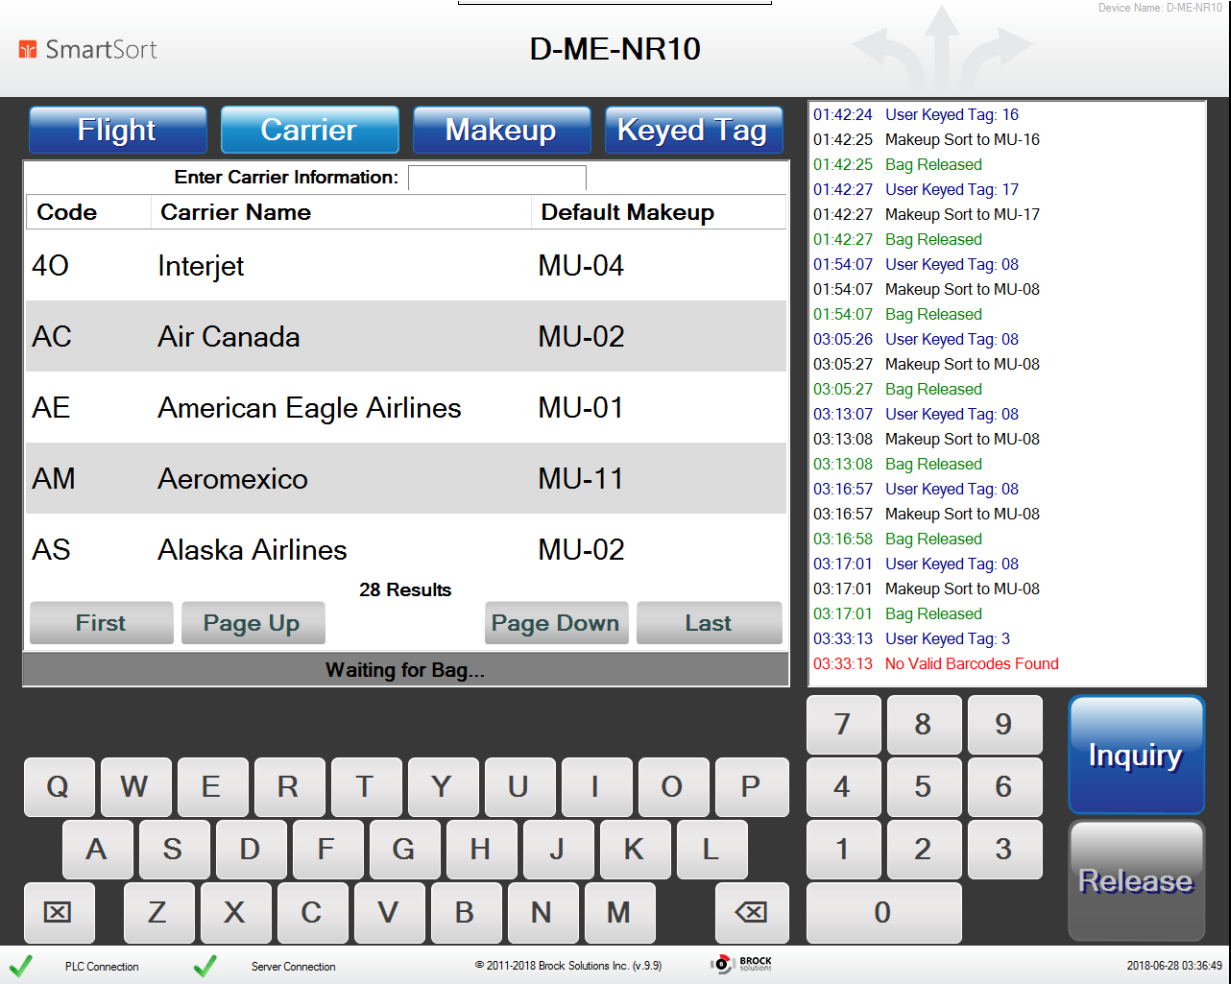 Device Name: D-ME-NR10
SmartSort
D-ME-NR10
Flight
Carrier
Makeup
Keyed Tag
Enter Carrier Information:
Code Carrier Name Default Makeup
4O Interjet MU-04
AC Air Canada MU-02
AE American Eagle Airlines MU-01
AM Aeromexico MU-11
AS Alaska Airlines MU-02
28 Results
First
Page Up
Page Down
Last
Waiting for Bag...
01:42:24 User Keyed Tag: 16
01:42:25 Makeup Sort to MU-16
01:42:25 Bag Released
01:42:27 User Keyed Tag: 17
01:42:27 Makeup Sort to MU-17
01:42:27 Bag Released
01:54:07 User Keyed Tag: 08
01:54:07 Makeup Sort to MU-08
01:54:07 Bag Released
03:05:26 User Keyed Tag: 08
03:05:27 Makeup Sort to MU-08
03:05:27 Bag Released
03:13:07 User Keyed Tag: 08
03:13:08 Makeup Sort to MU-08
03:13:08 Bag Released
03:16:57 User Keyed Tag: 08
03:16:57 Makeup Sort to MU-08
03:16:58 Bag Released
03:17:01 User Keyed Tag: 08
03:17:01 Makeup Sort to MU-08
03:17:01 Bag Released
03:33:13 User Keyed Tag: 3
03:33:13 No Valid Barcodes Found
Q W E R T Y U I O P
A S D F G H J K L
Z X C V B N M
7 8 9
4 5 6
1 2 3
0
Inquiry
Release
PLC Connection
Server Connection
© 2011-2018 Brock Solutions Inc. (v.9.9)
BROCK
solutions
2018-06-28 03:36:49